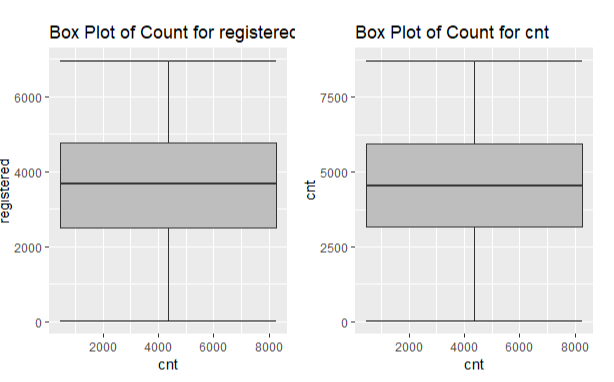 Box Plot of Count for registered
6000
4000
2000
0
registered
2000 4000 6000 8000
cnt
Box Plot of Count for cnt
7500
5000
2500
0
cnt
2000 4000 6000 8000
cnt